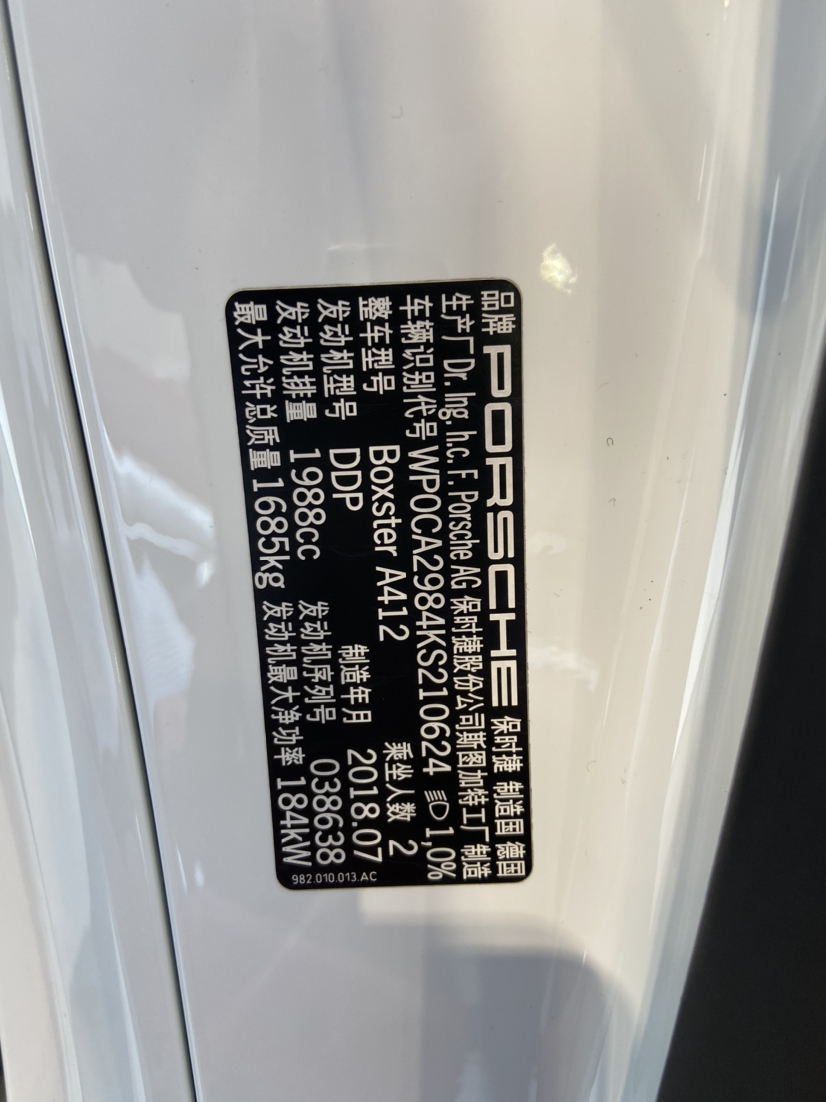 品牌 PORSCHE 保时捷 制造国 德国
生产厂Dr. Ing. h.c. F. Porsche AG 保时捷股份公司斯图加特工厂制造
车辆识别代号 WP0CA2984KS210624 1,0%
整车型号 Boxster A412 乘坐人数 2
发动机型号 DDP 制造年月 2018.07
发动机排量 1988cc 发动机序列号 038638
最大允许总质量 1685kg 发动机最大净功率 184kW
982.010.013.AC